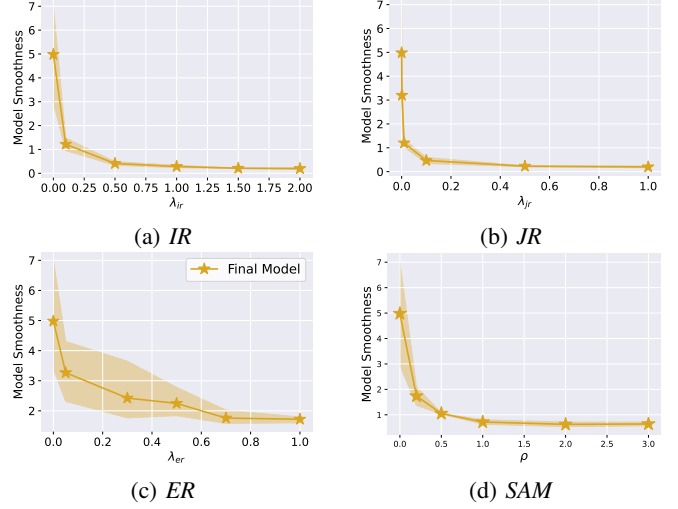 7
6
5
4
3
2
1
0
Model Smoothness
0.00 0.25 0.50 0.75 1.00 1.25 1.50 1.75 2.00
λir
(a) IR
7
6
5
4
3
2
1
0
Model Smoothness
0.0 0.2 0.4 0.6 0.8 1.0
λjr
(b) JR
7
6
5
4
3
2
Model Smoothness
Final Model
0.0 0.2 0.4 0.6 0.8 1.0
λer
(c) ER
7
6
5
4
3
2
1
Model Smoothness
0.0 0.5 1.0 1.5 2.0 2.5 3.0
ρ
(d) SAM